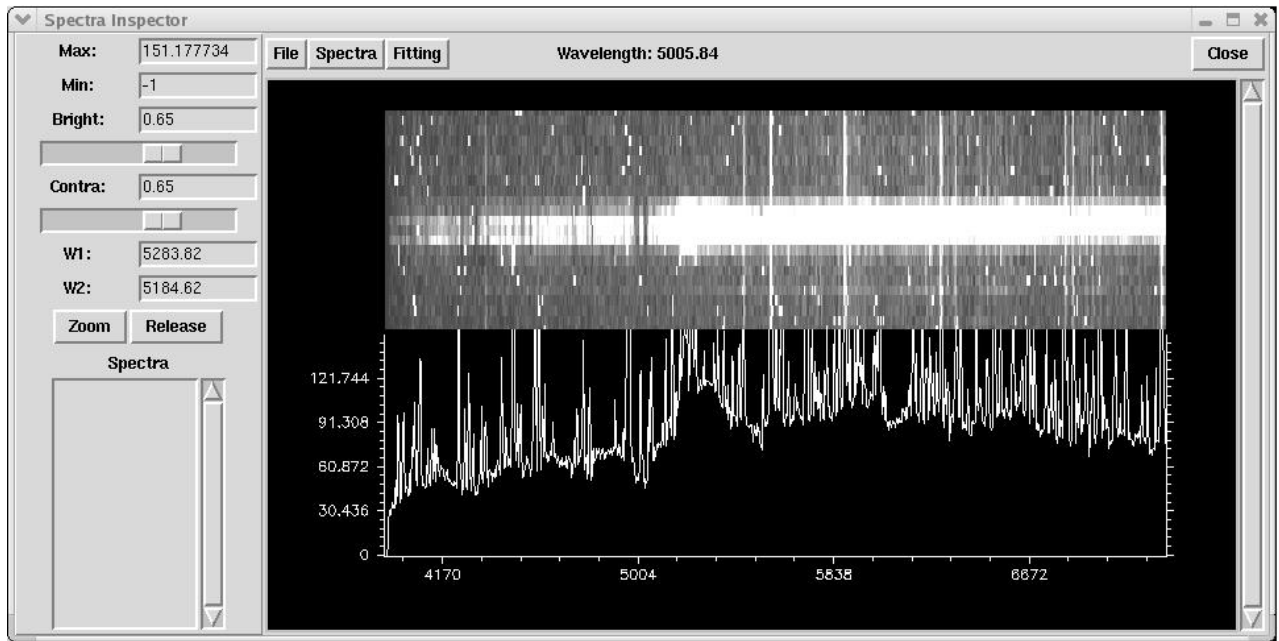 Spectra Inspector
Max: 151.177734
Min: -1
Bright: 0.65
Contra: 0.65
W1: 5283.82
W2: 5184.62
Zoom Release
Spectra
File Spectra Fitting Wavelength: 5005.84 Close
121.744
91.308
60.872
30.436
0
4170 5004 5838 6672